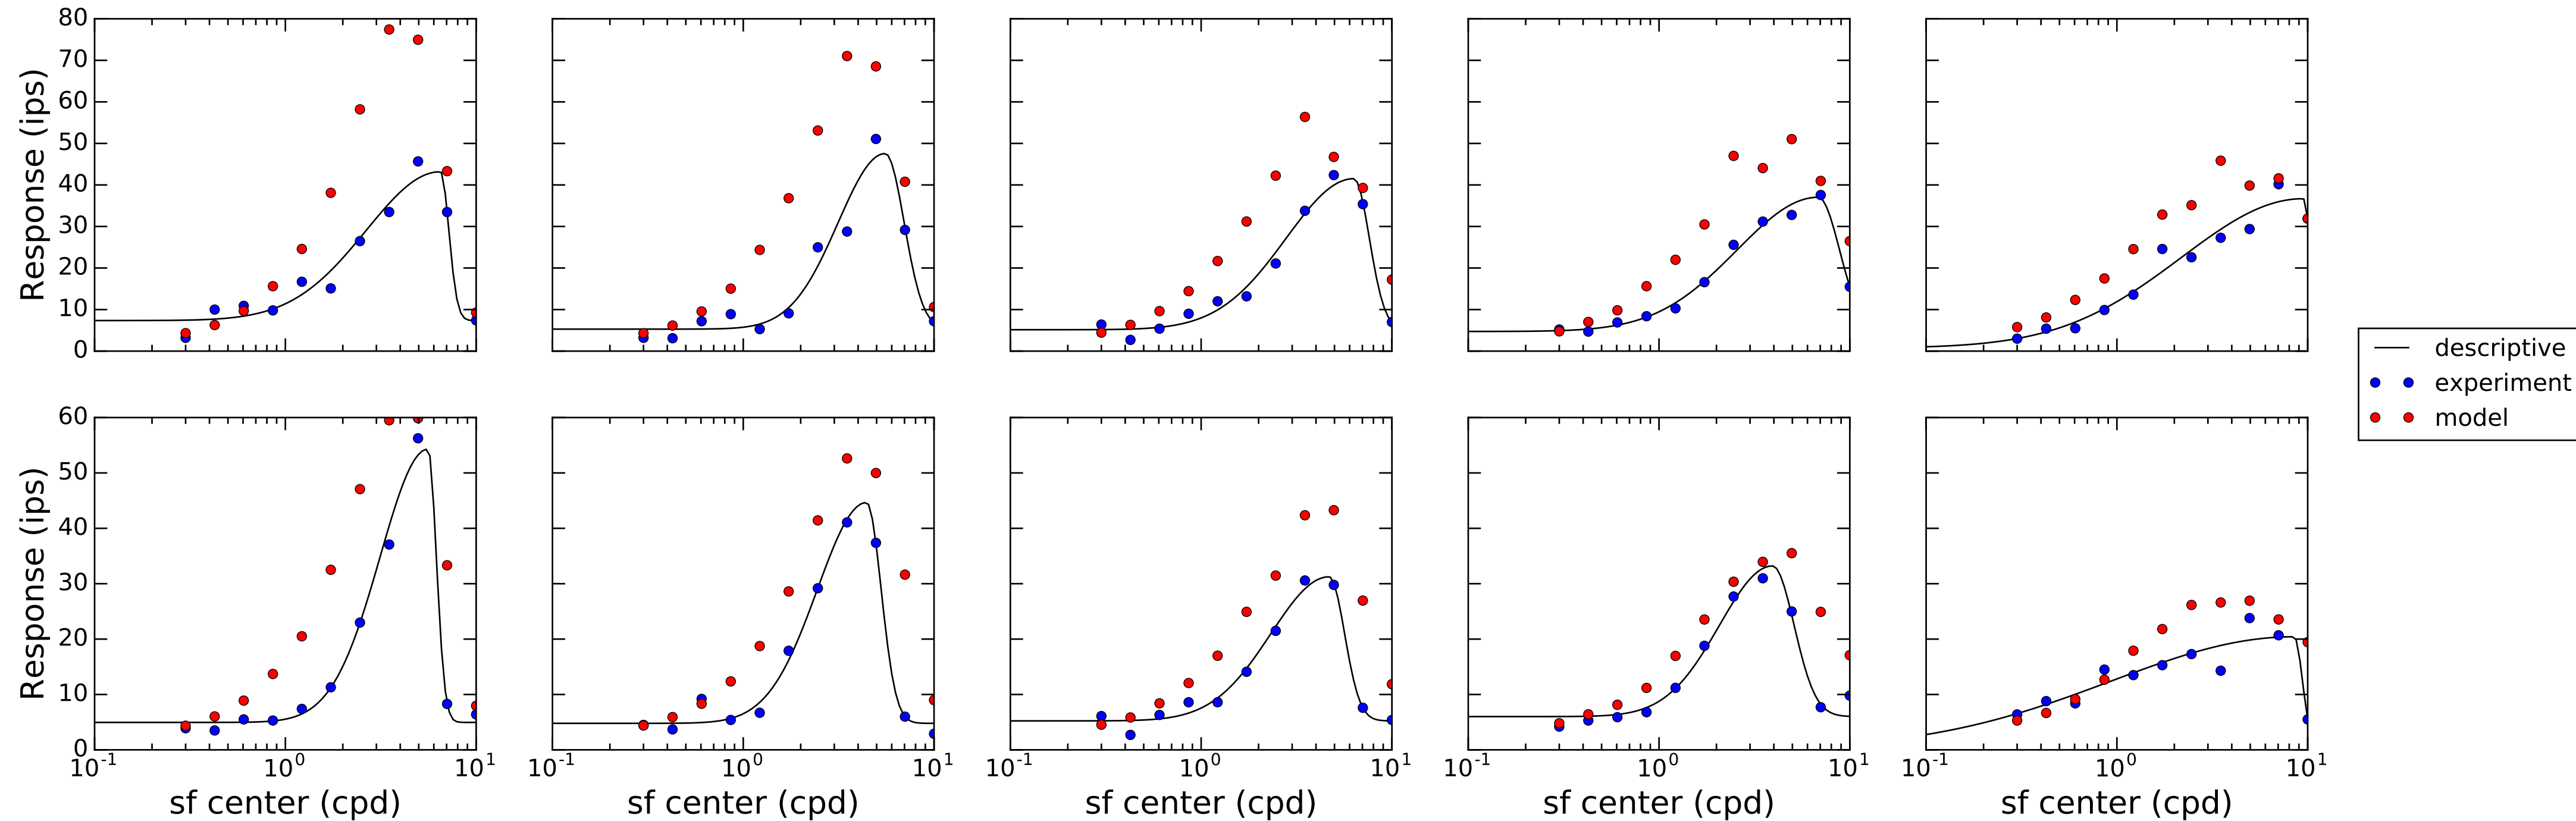 80
70
60
50
40
30
20
10
0
Response (ips)
60
50
40
30
20
10
0
Response (ips)
10⁻¹ 10⁰ 10¹
10⁻¹ 10⁰ 10¹
10⁻¹ 10⁰ 10¹
10⁻¹ 10⁰ 10¹
10⁻¹ 10⁰ 10¹
sf center (cpd)
sf center (cpd)
sf center (cpd)
sf center (cpd)
sf center (cpd)
descriptive
experiment
model